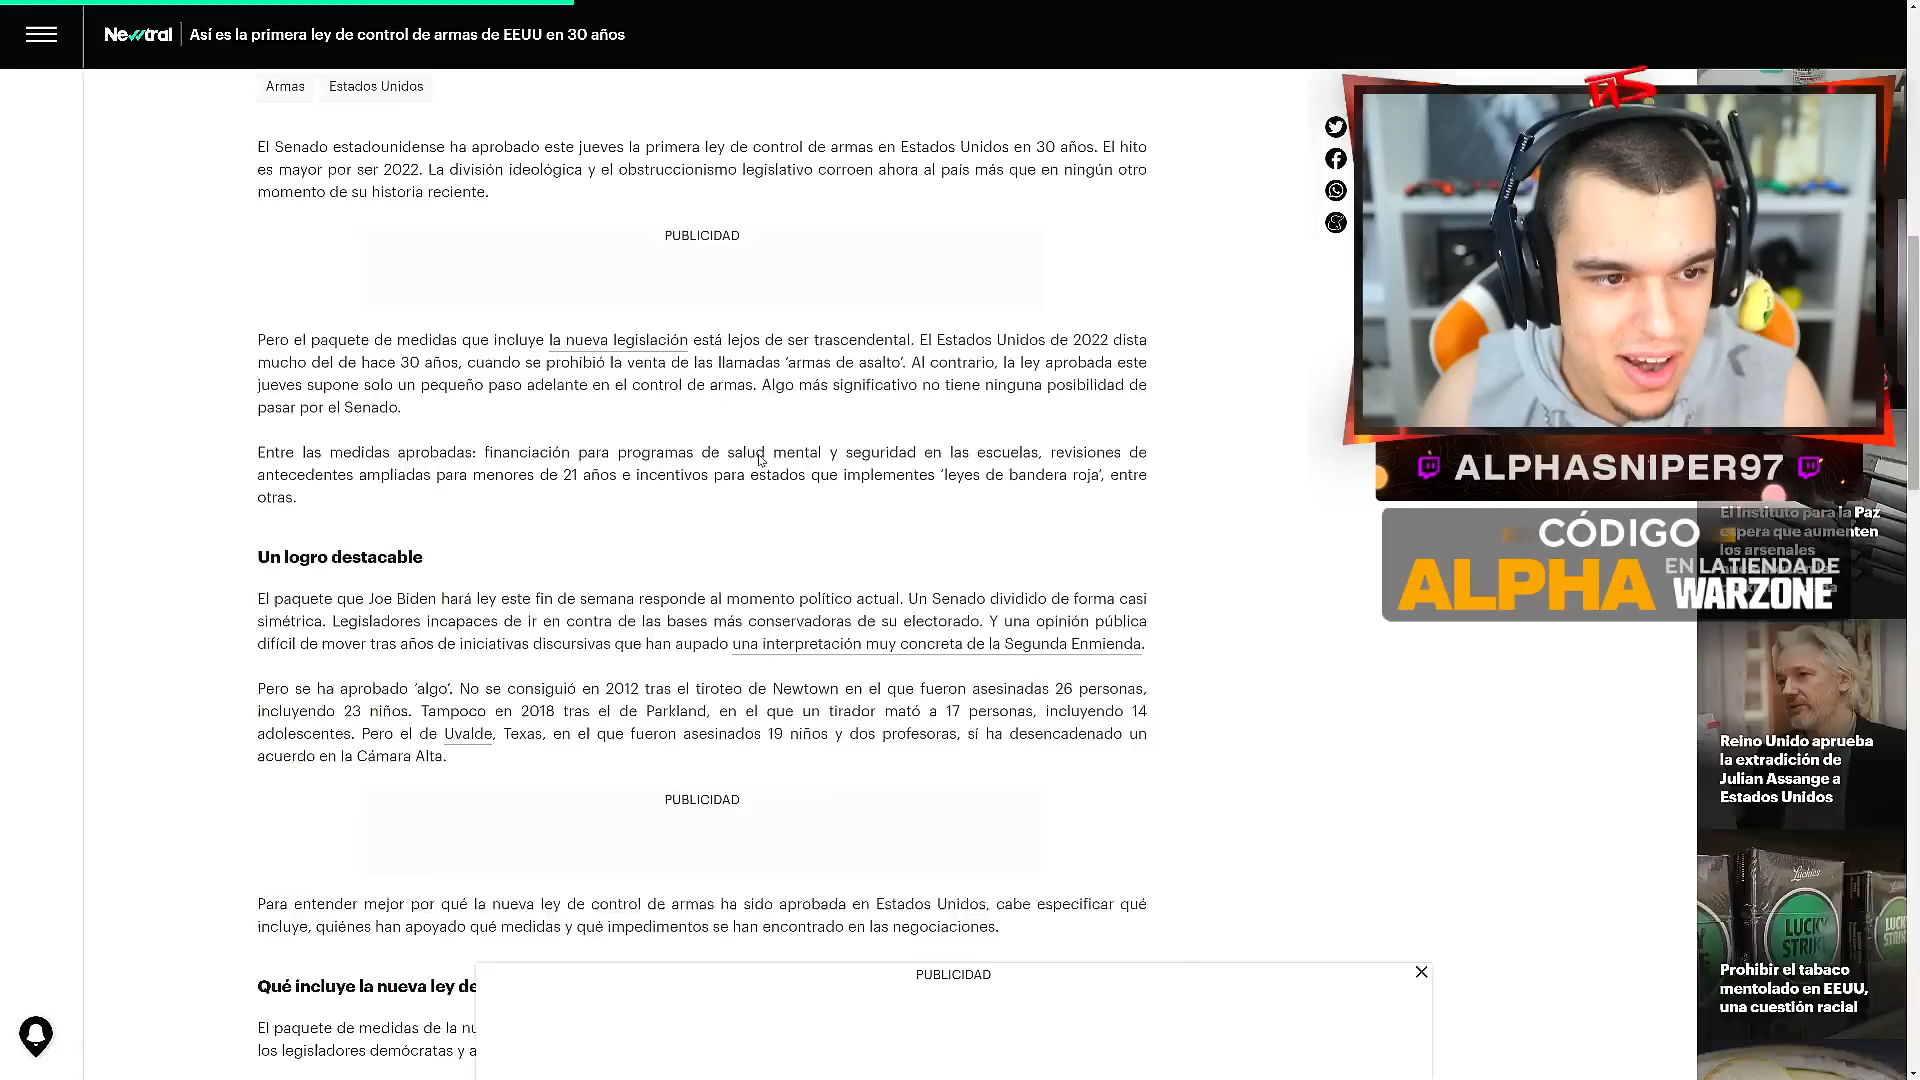 Newtral
Así es la primera ley de control de armas de EEUU en 30 años
Armas
Estados Unidos
El Senado estadounidense ha aprobado este jueves la primera ley de control de armas en Estados Unidos en 30 años. El hito
es mayor por ser 2022. La división ideológica y el obstruccionismo legislativo corroen ahora al país más que en ningún otro
momento de su historia reciente.
PUBLICIDAD
Pero el paquete de medidas que incluye la nueva legislación está lejos de ser trascendental. El Estados Unidos de 2022 dista
mucho del de hace 30 años, cuando se prohibió la venta de las llamadas ‘armas de asalto’. Al contrario, la ley aprobada este
jueves supone solo un pequeño paso adelante en el control de armas. Algo más significativo no tiene ninguna posibilidad de
pasar por el Senado.
Entre las medidas aprobadas: financiación para programas de salud mental y seguridad en las escuelas, revisiones de
antecedentes ampliadas para menores de 21 años e incentivos para estados que implementes ‘leyes de bandera roja’, entre
otras.
Un logro destacable
El paquete que Joe Biden hará ley este fin de semana responde al momento político actual. Un Senado dividido de forma casi
simétrica. Legisladores incapaces de ir en contra de las bases más conservadoras de su electorado. Y una opinión pública
difícil de mover tras años de iniciativas discursivas que han aupado una interpretación muy concreta de la Segunda Enmienda.
Pero se ha aprobado ‘algo’. No se consiguió en 2012 tras el tiroteo de Newtown en el que fueron asesinadas 26 personas,
incluyendo 23 niños. Tampoco en 2018 tras el de Parkland, en el que un tirador mató a 17 personas, incluyendo 14
adolescentes. Pero el de Uvalde, Texas, en el que fueron asesinados 19 niños y dos profesoras, sí ha desencadenado un
acuerdo en la Cámara Alta.
PUBLICIDAD
Para entender mejor por qué la nueva ley de control de armas ha sido aprobada en Estados Unidos, cabe especificar qué
incluye, quiénes han apoyado qué medidas y qué impedimentos se han encontrado en las negociaciones.
Qué incluye la nueva ley de
El paquete de medidas de la nu
los legisladores demócratas y a
PUBLICIDAD
ALPHASNIPER97
CÓDIGO
ALPHA
EN LA TIENDA DE
WARZONE
El Instituto para la Paz
espera que aumenten
los arsenales
Reino Unido aprueba
la extradición de
Julian Assange a
Estados Unidos
Luckies
LUCKY
STRIKE
Prohibir el tabaco
mentolado en EEUU,
una cuestión racial